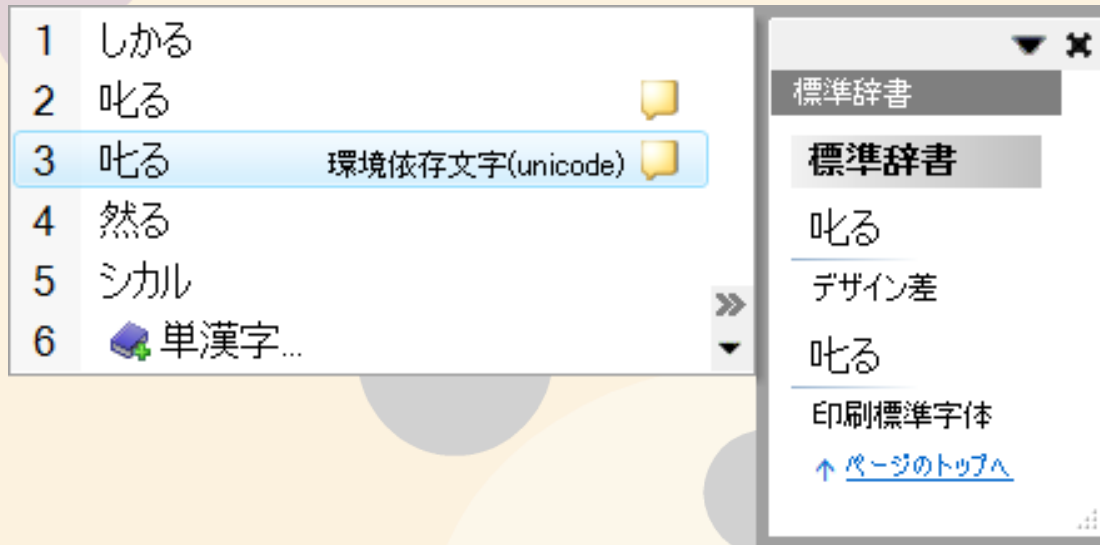 1 しかる
2 叱る
3 𠮟る 環境依存文字(unicode)
4 然る
5 シカル
6 単漢字...
標準辞書
標準辞書
叱る
デザイン差
𠮟る
印刷標準字体
↑ ページのトップへ